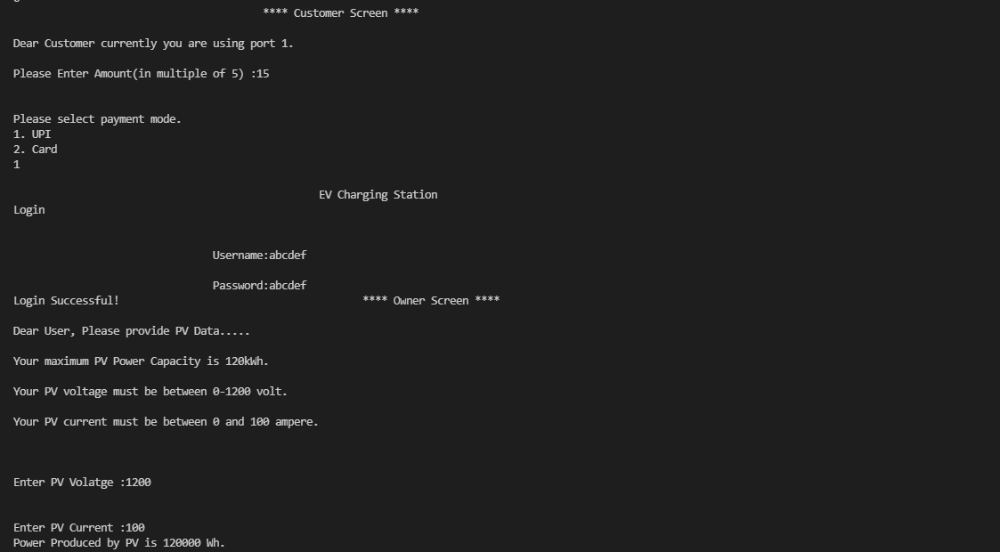 **** Customer Screen ****
Dear Customer currently you are using port 1.
Please Enter Amount(in multiple of 5) :15
Please select payment mode.
1. UPI
2. Card
1
EV Charging Station
Login
Username:abcdef
Password:abcdef
Login Successful! **** Owner Screen ****
Dear User, Please provide PV Data.....
Your maximum PV Power Capacity is 120kWh.
Your PV voltage must be between 0-1200 volt.
Your PV current must be between 0 and 100 ampere.
Enter PV Volatge :1200
Enter PV Current :100
Power Produced by PV is 120000 Wh.